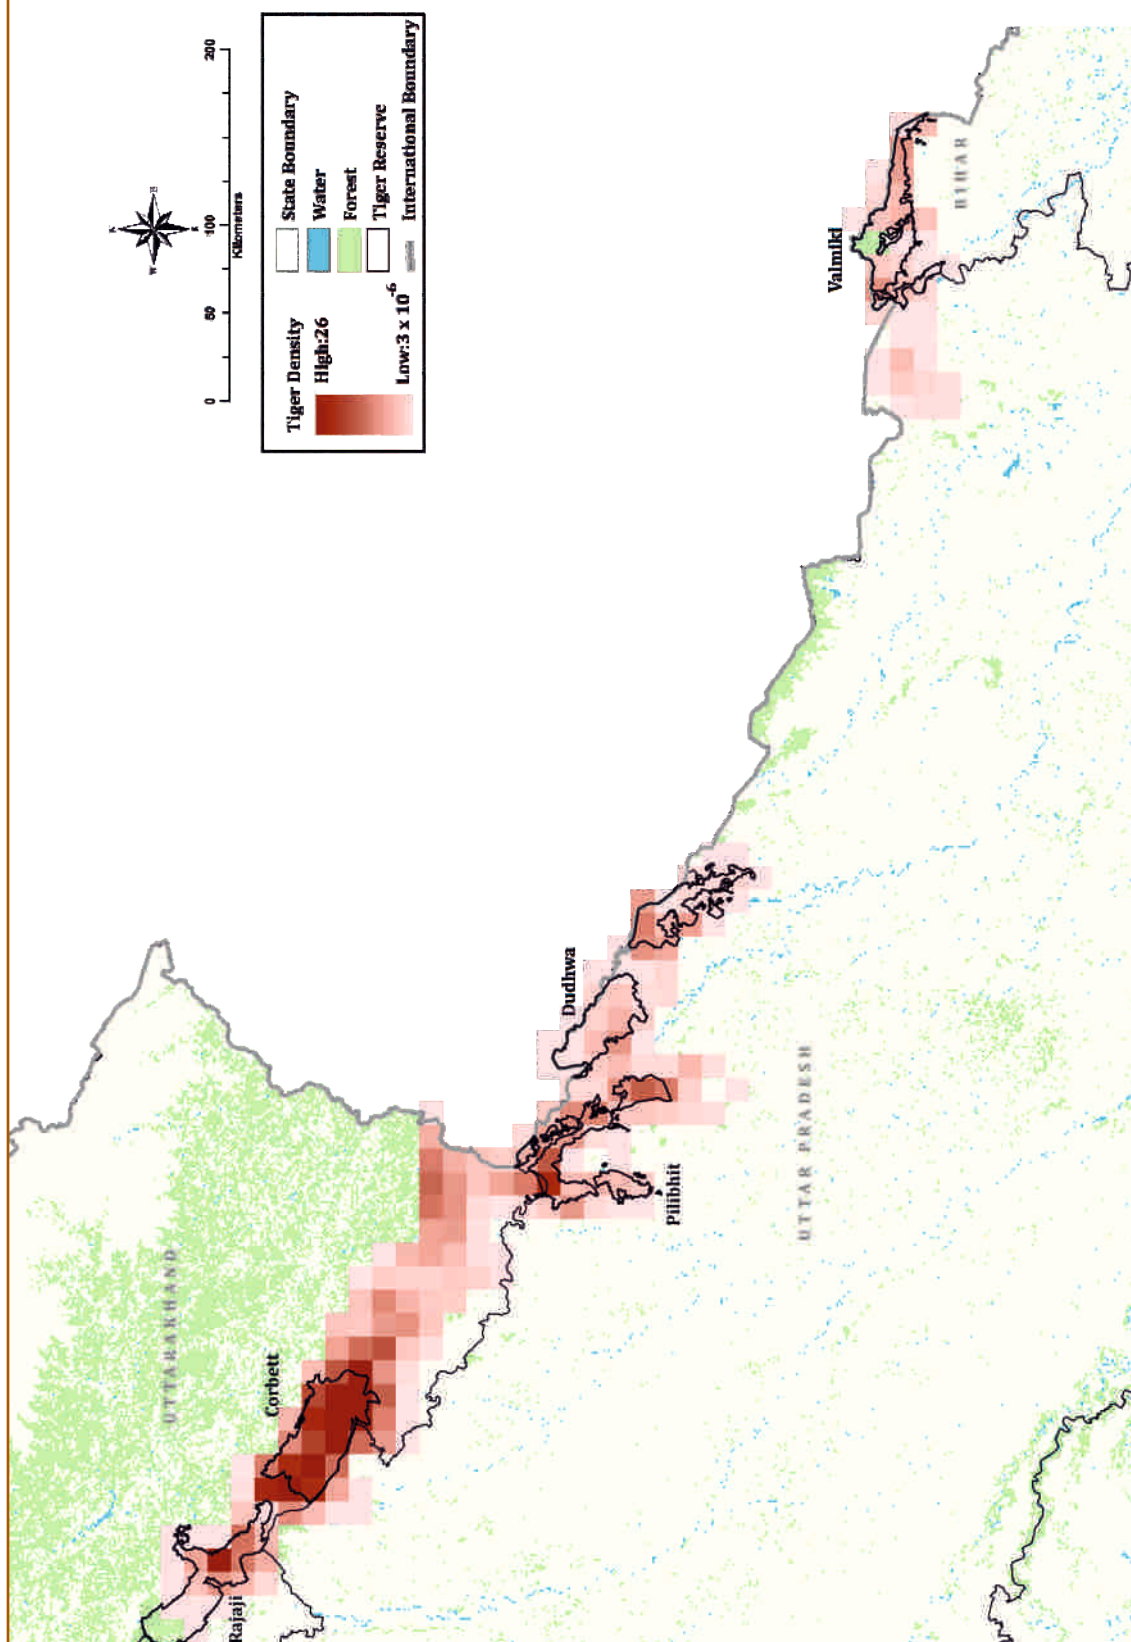 N
W
E
S
0
50
100
200
Kilometers
Tiger Density
High:26
Low:3 x 10⁻⁶
State Boundary
Water
Forest
Tiger Reserve
International Boundary
UTTARAKHAND
Rajaji
Corbett
Pilibhit
Dudhwa
UTTAR PRADESH
Valmiki
BIHAR